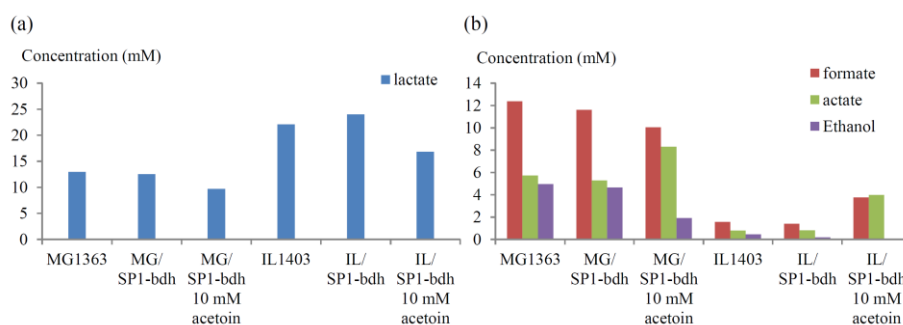 (a)
Concentration (mM)
lactate
30
25
20
15
10
5
0
MG1363
MG/
SP1-bdh
MG/
SP1-bdh
10 mM
acetoin
IL1403
IL/
SP1-bdh
IL/
SP1-bdh
10 mM
acetoin
(b)
Concentration (mM)
formate
actate
Ethanol
14
12
10
8
6
4
2
0
MG1363
MG/
SP1-bdh
MG/
SP1-bdh
10 mM
acetoin
IL1403
IL/
SP1-bdh
IL/
SP1-bdh
10 mM
acetoin